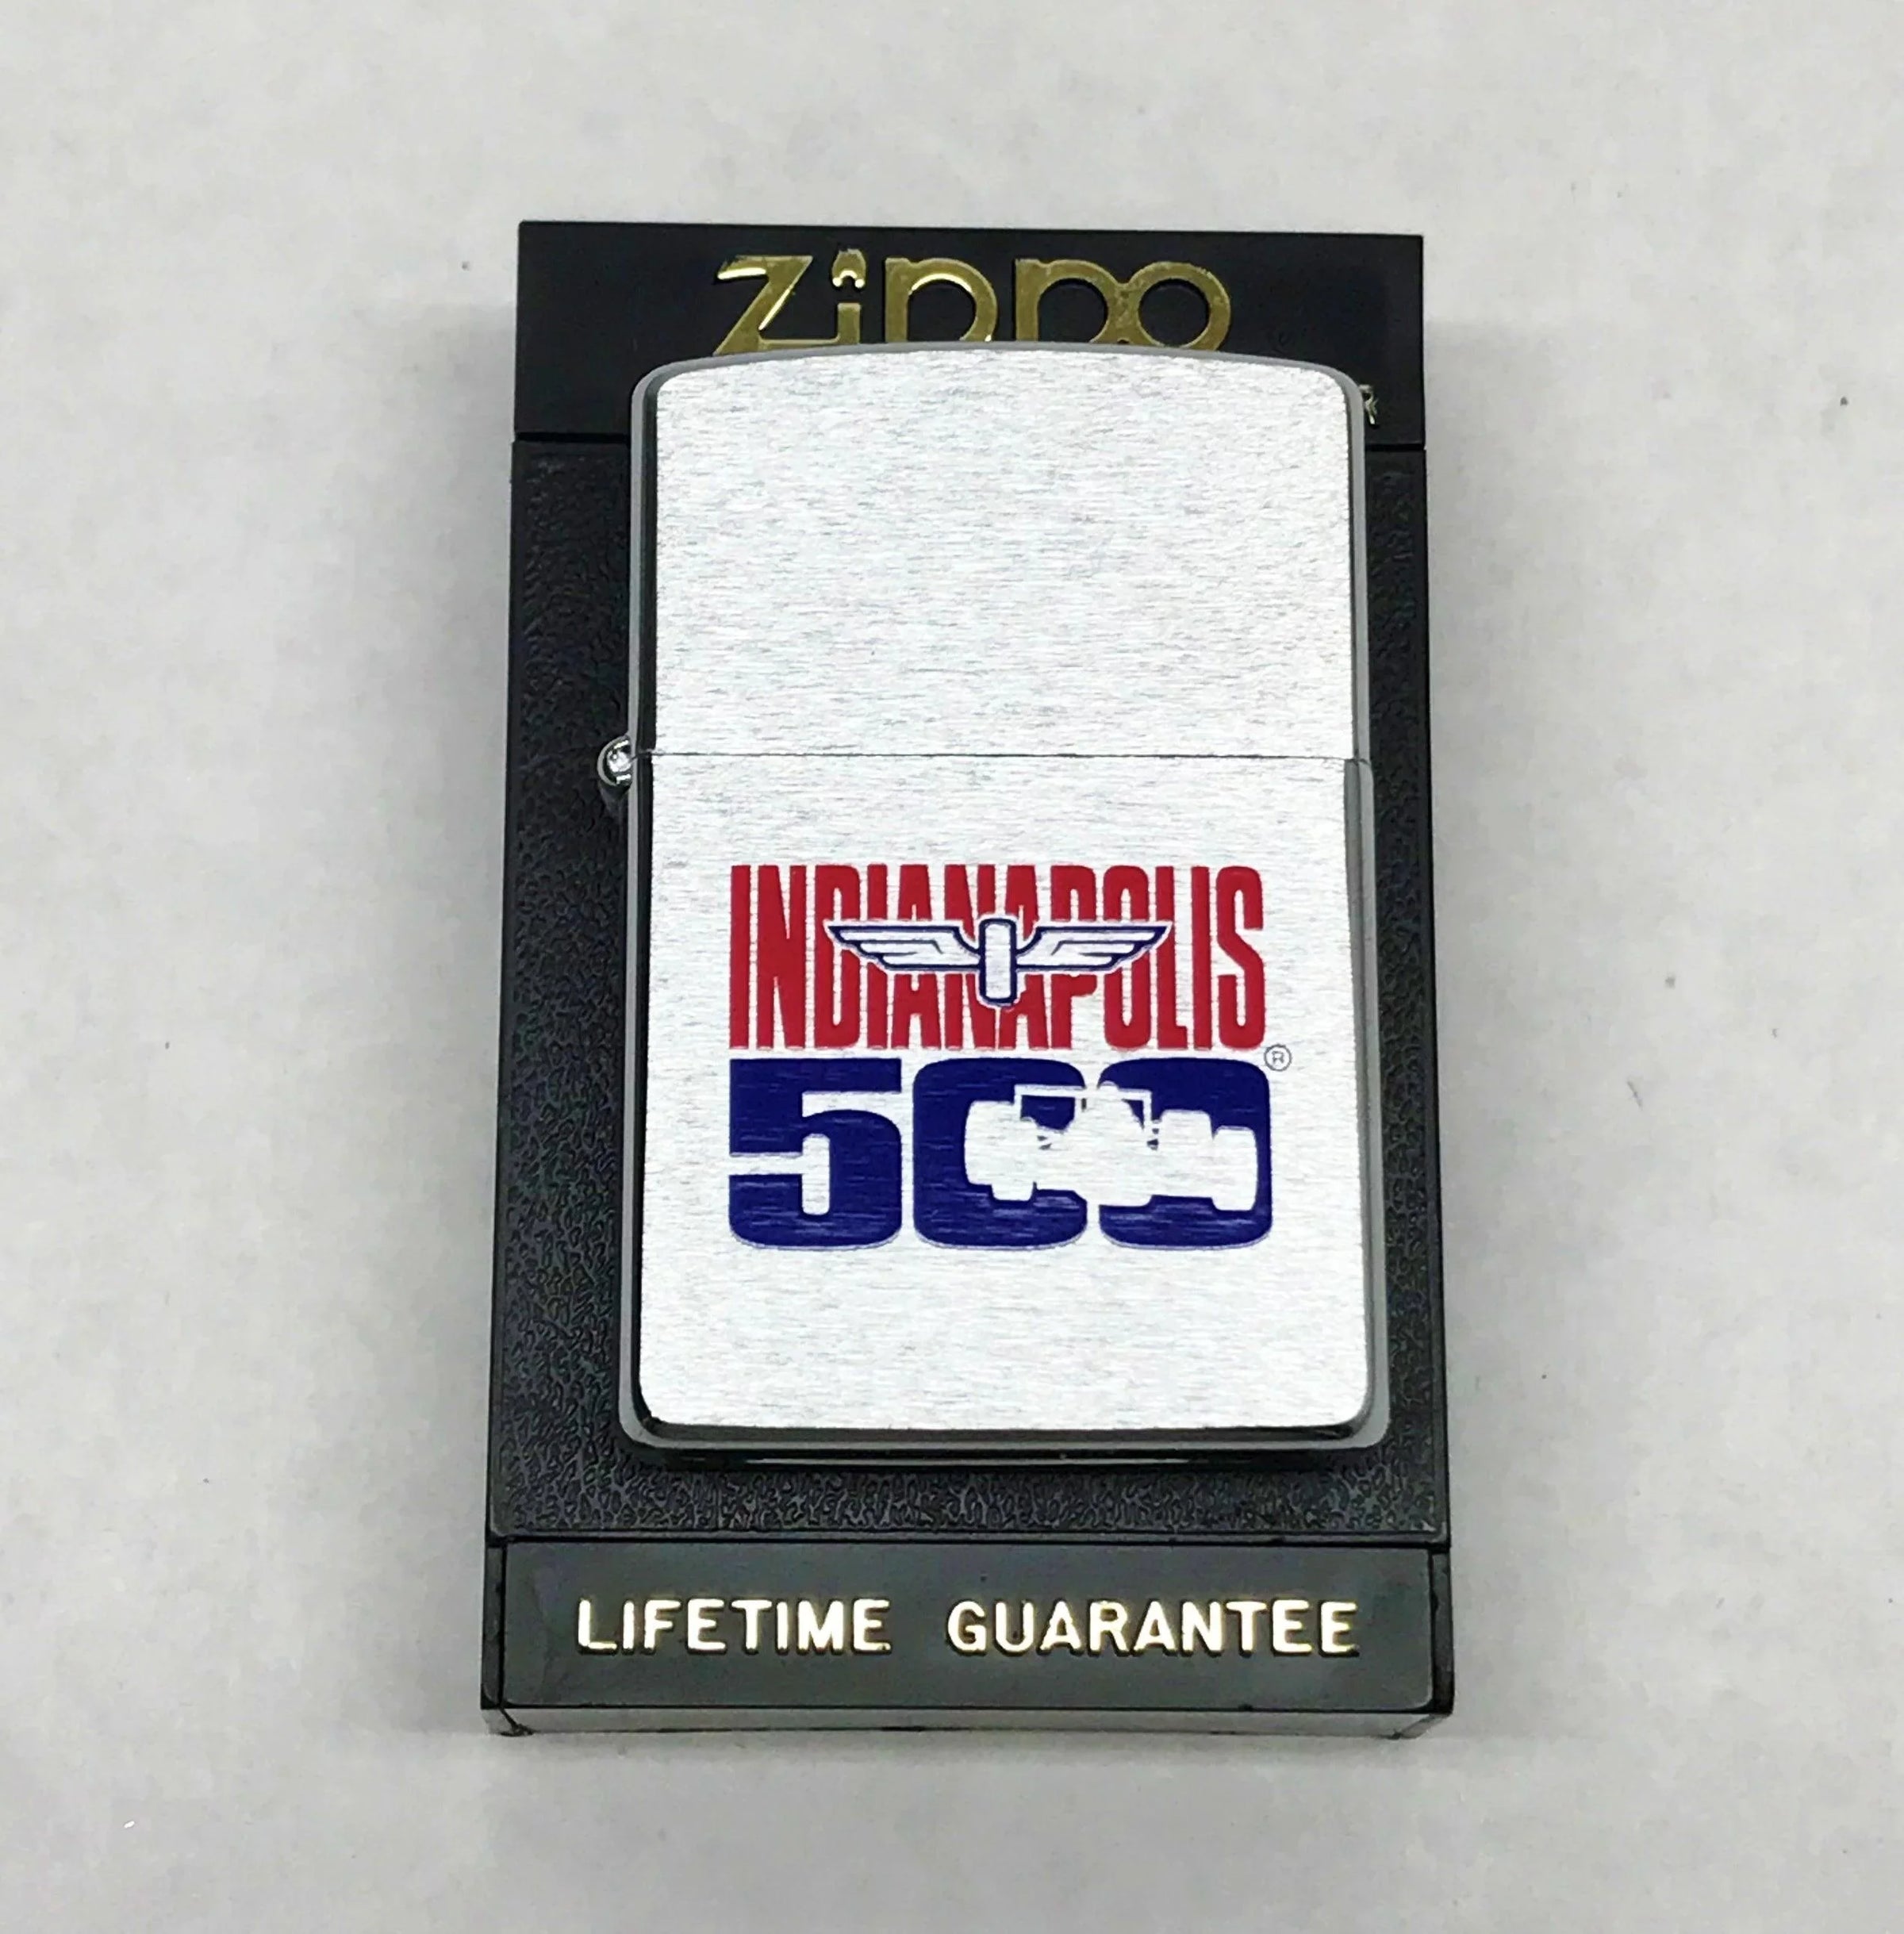 Zippo
INDIANAPOLIS
500®
LIFETIME GUARANTEE